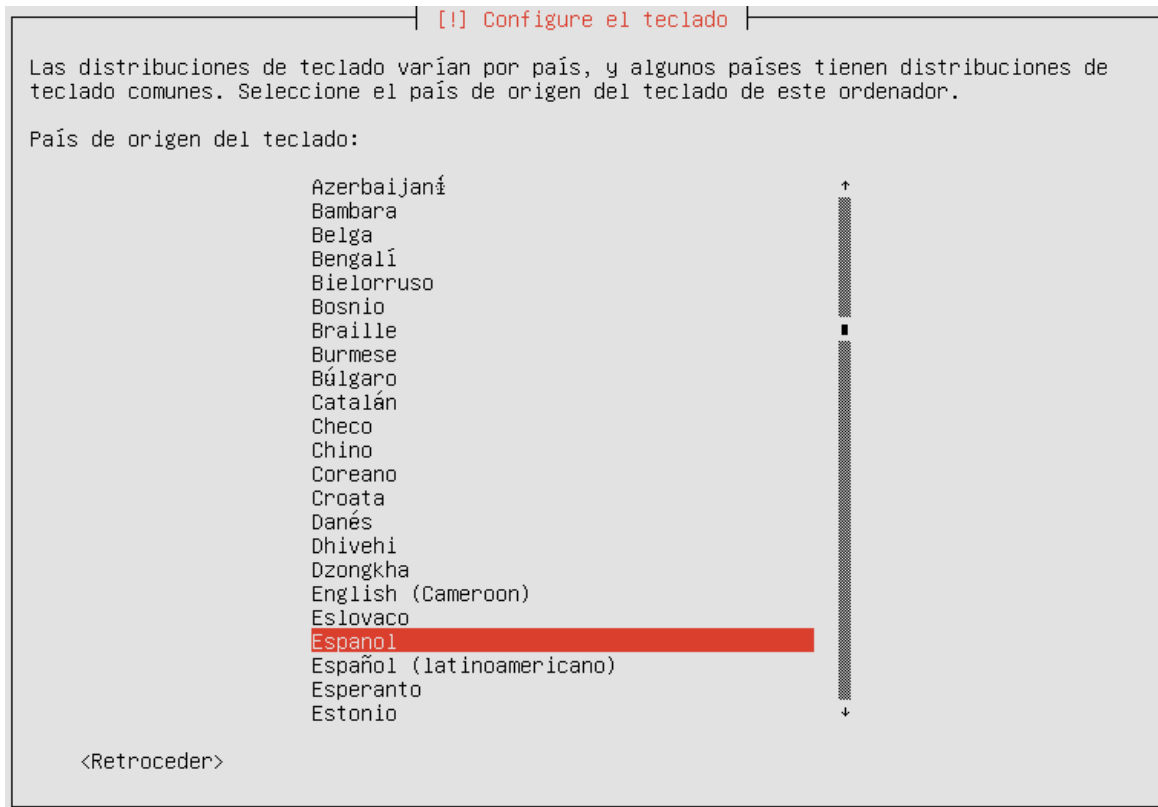 [!] Configure el teclado
Las distribuciones de teclado varían por país, y algunos países tienen distribuciones de
teclado comunes. Seleccione el país de origen del teclado de este ordenador.
País de origen del teclado:
Azerbaijaní
Bambara
Belga
Bengalí
Bielorruso
Bosnio
Braille
Burmese
Búlgaro
Catalán
Checo
Chino
Coreano
Croata
Danés
Dhivehi
Dzongkha
English (Cameroon)
Eslovaco
Espanol
Español (latinoamericano)
Esperanto
Estonio
<Retroceder>